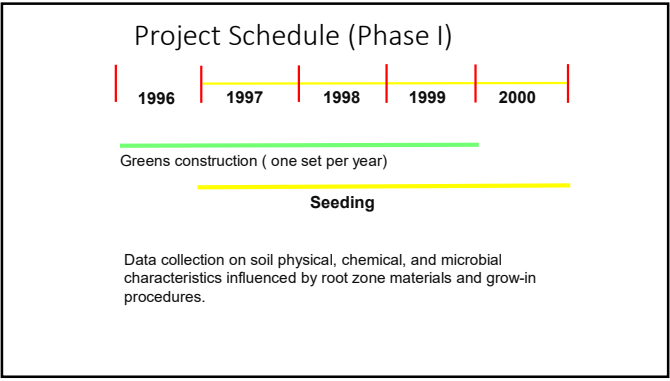 Project Schedule (Phase I)
1996 1997 1998 1999 2000
Greens construction ( one set per year)
Seeding
Data collection on soil physical, chemical, and microbial
characteristics influenced by root zone materials and grow-in
procedures.